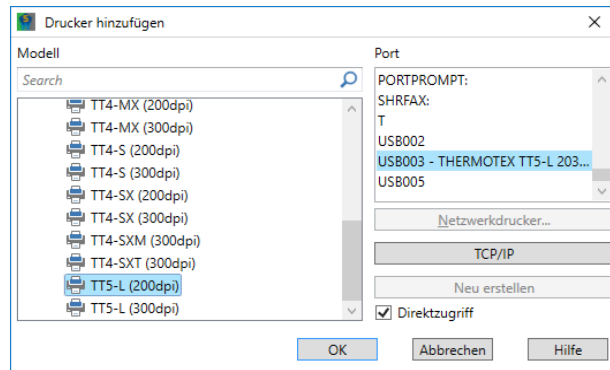 Drucker hinzufügen
Modell
Search
TT4-MX (200dpi)
TT4-MX (300dpi)
TT4-S (200dpi)
TT4-S (300dpi)
TT4-SX (200dpi)
TT4-SX (300dpi)
TT4-SXM (300dpi)
TT4-SXT (300dpi)
TT5-L (200dpi)
TT5-L (300dpi)
Port
PORTPROMPT:
SHRFAX:
T
USB002
USB003 - THERMOTEX TT5-L 203...
USB005
Netzwerkdrucker...
TCP/IP
Neu erstellen
Direktzugriff
OK
Abbrechen
Hilfe